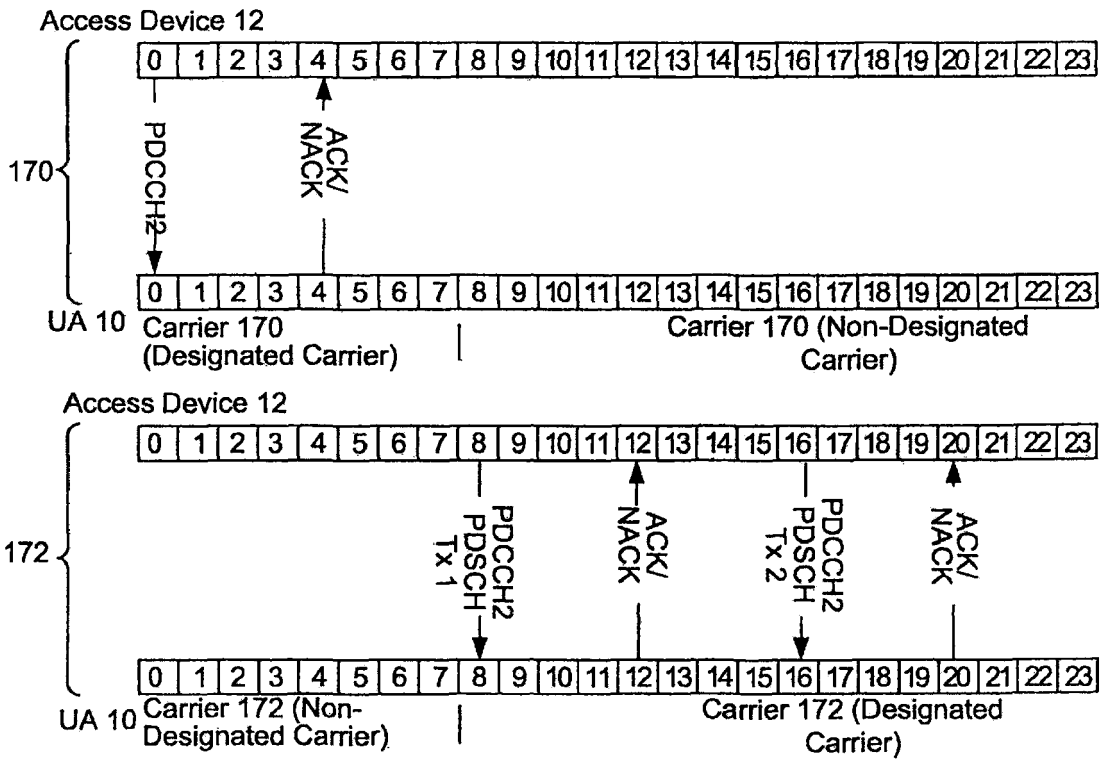 Access Device 12
0 1 2 3 4 5 6 7 8 9 10 11 12 13 14 15 16 17 18 19 20 21 22 23
170
PDCCH2
ACK/
NACK
0 1 2 3 4 5 6 7 8 9 10 11 12 13 14 15 16 17 18 19 20 21 22 23
UA 10
Carrier 170
(Designated Carrier)
Carrier 170 (Non-Designated
Carrier)
Access Device 12
0 1 2 3 4 5 6 7 8 9 10 11 12 13 14 15 16 17 18 19 20 21 22 23
172
PDCCH2
PDSCH
Tx 1
ACK/
NACK
PDCCH2
PDSCH
Tx 2
ACK/
NACK
0 1 2 3 4 5 6 7 8 9 10 11 12 13 14 15 16 17 18 19 20 21 22 23
UA 10
Carrier 172 (Non-
Designated Carrier)
Carrier 172 (Designated
Carrier)